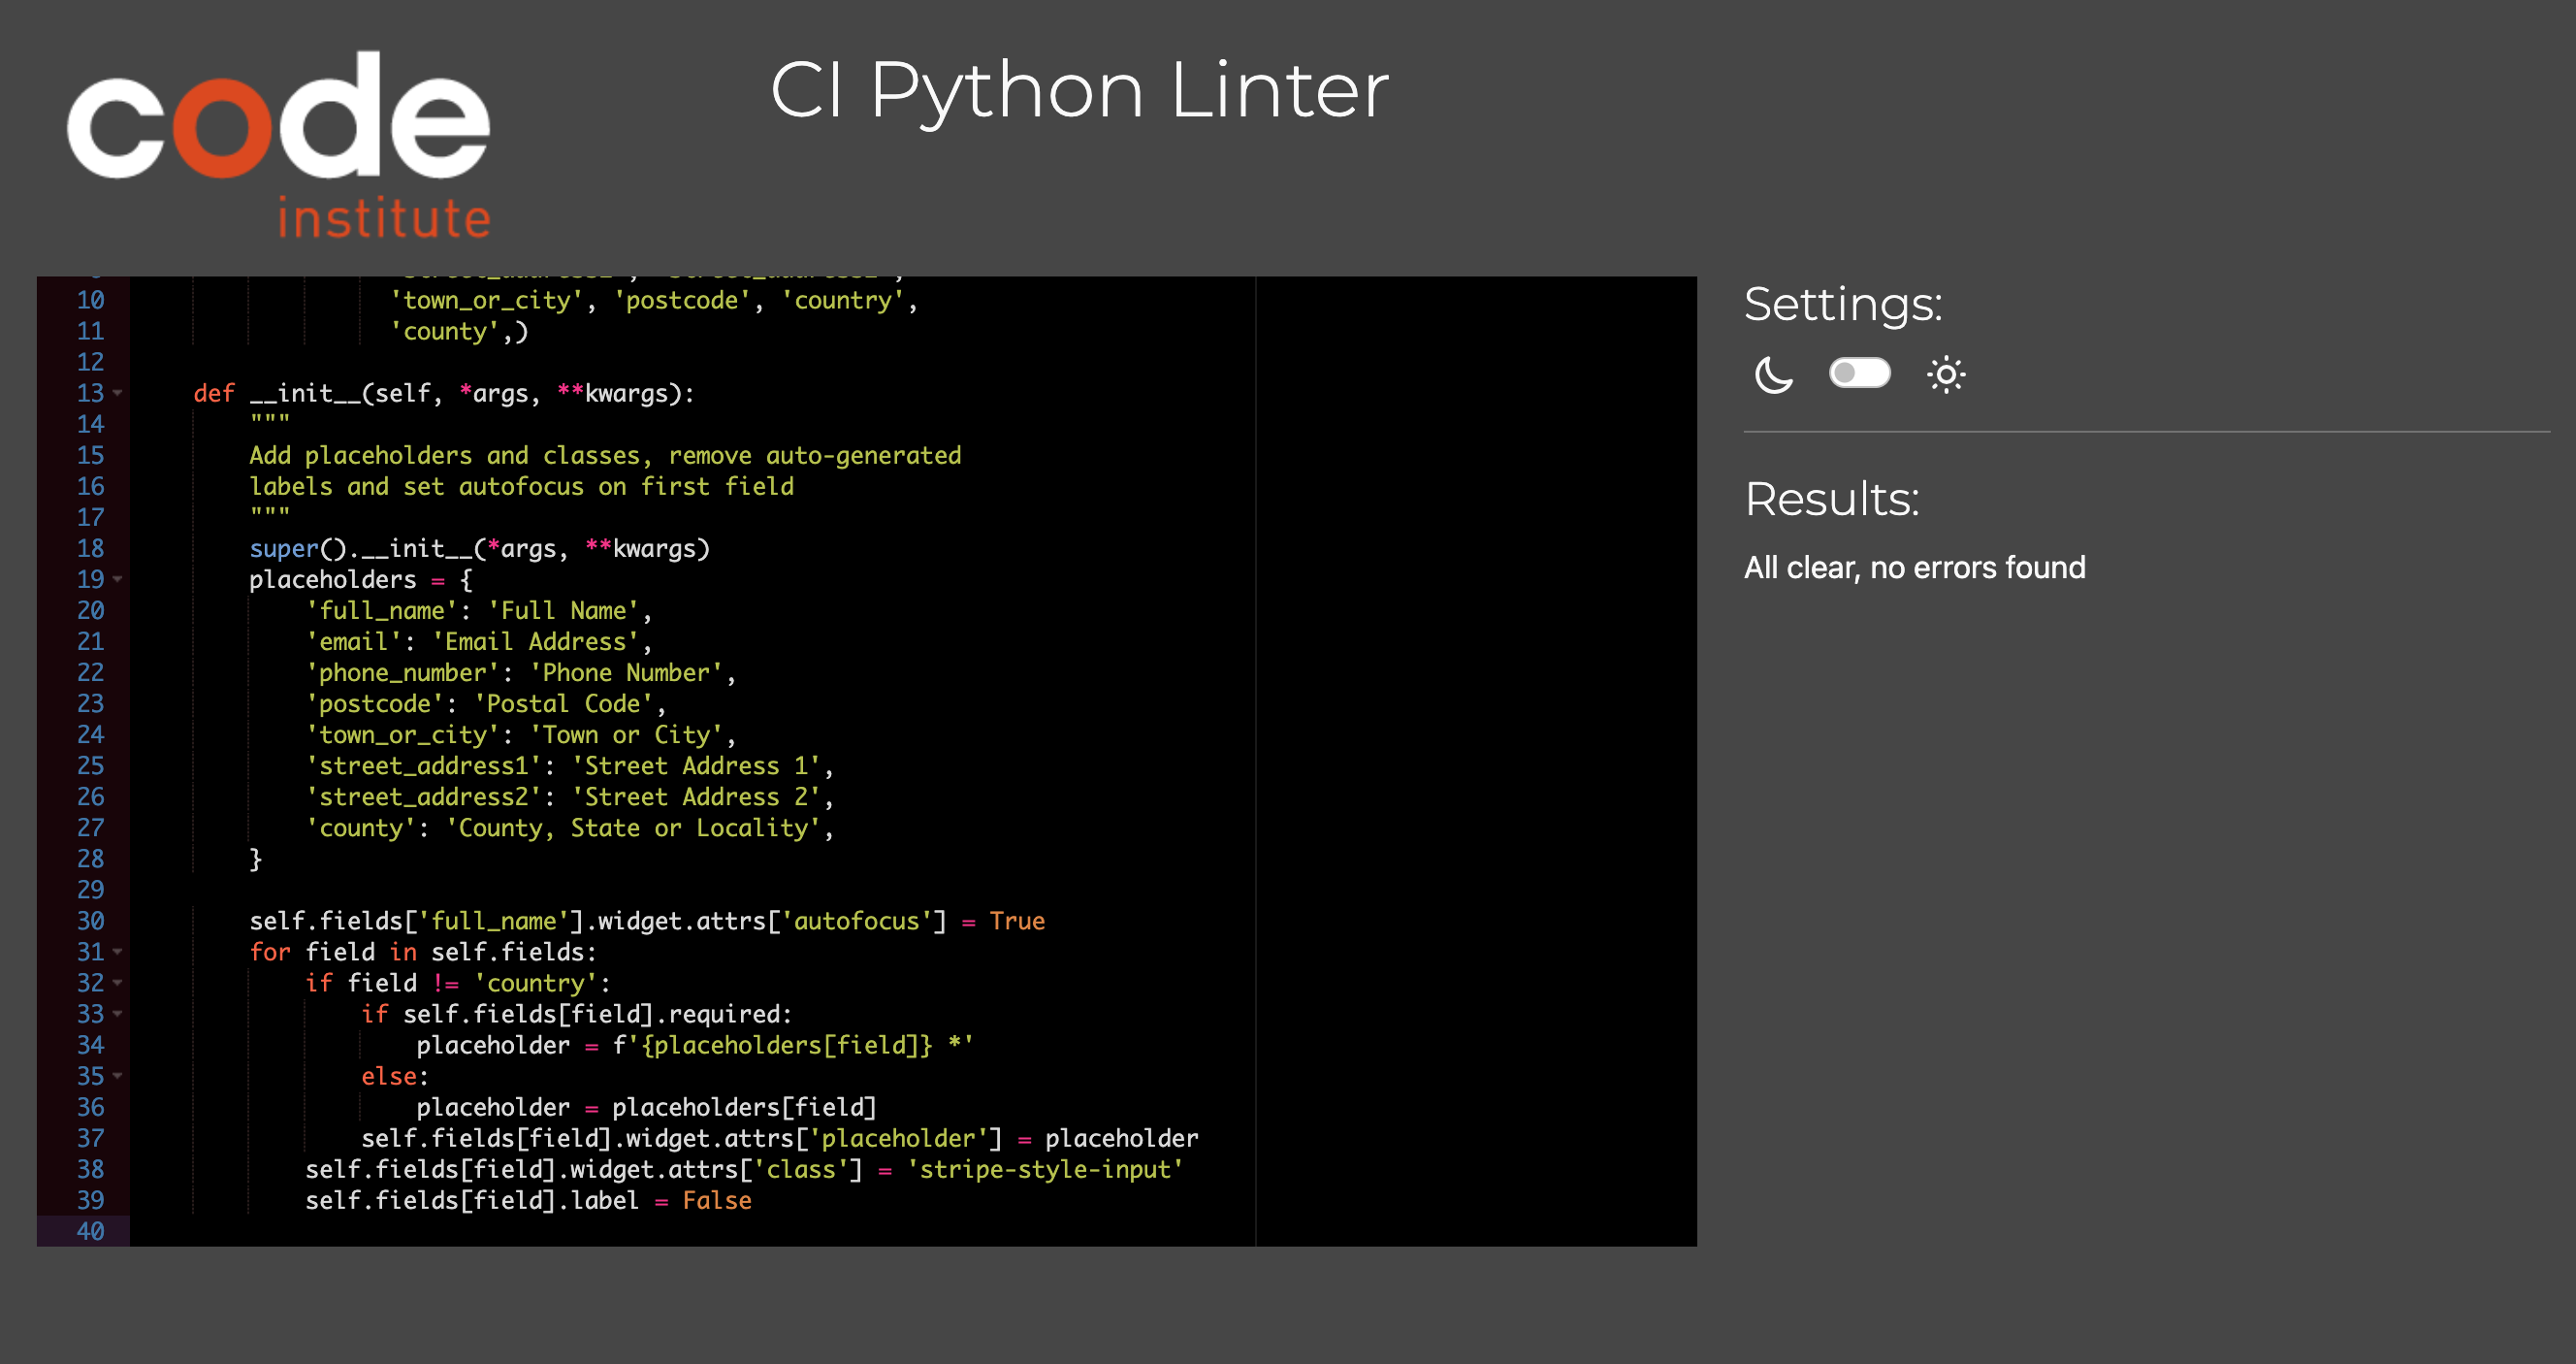 code
institute
CI Python Linter
10 'town_or_city', 'postcode', 'country',
11 'county',)
12
13 def __init__(self, *args, **kwargs):
14 """
15 Add placeholders and classes, remove auto-generated
16 labels and set autofocus on first field
17 """
18 super().__init__(*args, **kwargs)
19 placeholders = {
20 'full_name': 'Full Name',
21 'email': 'Email Address',
22 'phone_number': 'Phone Number',
23 'postcode': 'Postal Code',
24 'town_or_city': 'Town or City',
25 'street_address1': 'Street Address 1',
26 'street_address2': 'Street Address 2',
27 'county': 'County, State or Locality',
28 }
29
30 self.fields['full_name'].widget.attrs['autofocus'] = True
31 for field in self.fields:
32 if field != 'country':
33 if self.fields[field].required:
34 placeholder = f'{placeholders[field]} *'
35 else:
36 placeholder = placeholders[field]
37 self.fields[field].widget.attrs['placeholder'] = placeholder
38 self.fields[field].widget.attrs['class'] = 'stripe-style-input'
39 self.fields[field].label = False
40
Settings:
Results:
All clear, no errors found